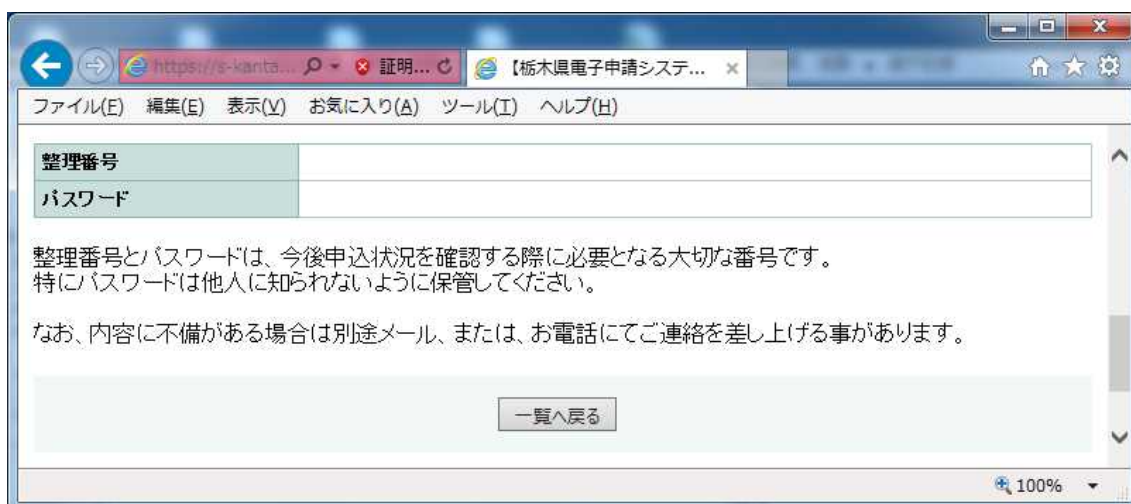 https://s-kanta... 証明... 【栃木県電子申請システ...
ファイル(F) 編集(E) 表示(V) お気に入り(A) ツール(T) ヘルプ(H)
整理番号
パスワード
整理番号とパスワードは、今後申込状況を確認する際に必要となる大切な番号です。
特にパスワードは他人に知られないように保管してください。
なお、内容に不備がある場合は別途メール、または、お電話にてご連絡を差し上げる事があります。
一覧へ戻る
100%